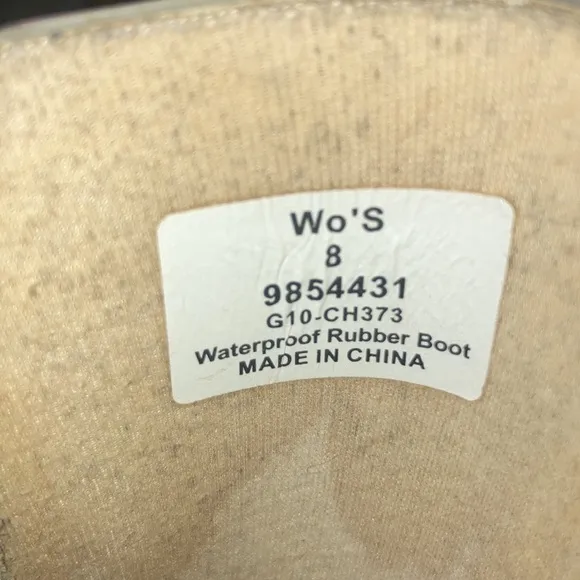 Wo'S
8
9854431
G10-CH373
Waterproof Rubber Boot
MADE IN CHINA